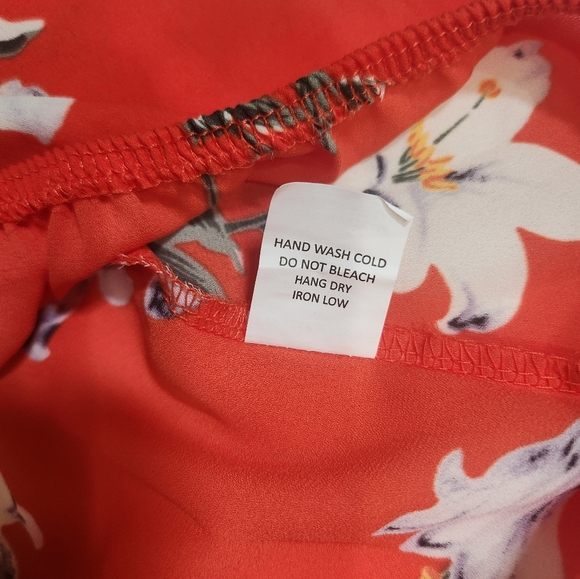 HAND WASH COLD
DO NOT BLEACH
HANG DRY
IRON LOW